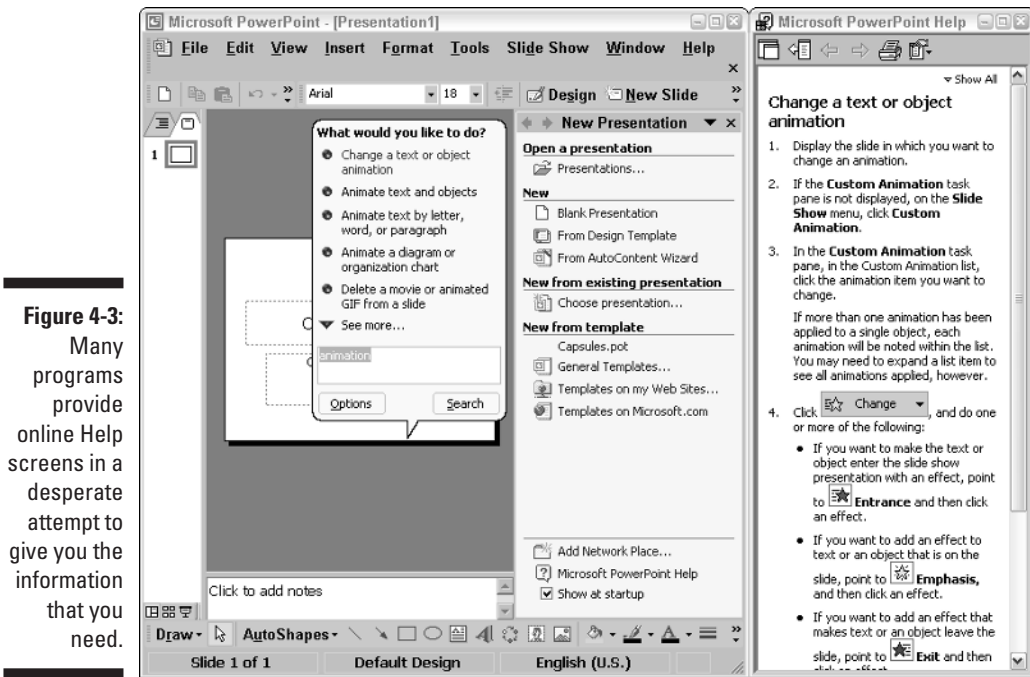 Figure 4-3:
Many
programs
provide
online Help
screens in a
desperate
attempt to
give you the
information
that you
need.
Microsoft PowerPoint - [Presentation1]
File Edit View Insert Format Tools Slide Show Window Help
Arial 18 Design New Slide
1
What would you like to do?
Change a text or object
animation
Animate text and objects
Animate text by letter,
word, or paragraph
Animate a diagram or
organization chart
Delete a movie or animated
GIF from a slide
See more...
animation
Options Search
New Presentation
Open a presentation
Presentations...
New
Blank Presentation
From Design Template
From AutoContent Wizard
New from existing presentation
Choose presentation...
New from template
Capsules.pot
General Templates...
Templates on my Web Sites...
Templates on Microsoft.com
Add Network Place...
Microsoft PowerPoint Help
Show at startup
Click to add notes
Draw AutoShapes
Slide 1 of 1 Default Design English (U.S.)
Microsoft PowerPoint Help
Show All
Change a text or object
animation
1. Display the slide in which you want to
change an animation.
2. If the Custom Animation task
pane is not displayed, on the Slide
Show menu, click Custom
Animation.
3. In the Custom Animation task
pane, in the Custom Animation list,
click the animation item you want to
change.
If more than one animation has been
applied to a single object, each
animation will be noted within the list.
You may need to expand a list item to
see all animations applied, however.
4. Click Change , and do one
or more of the following:
• If you want to make the text or
object enter the slide show
presentation with an effect, point
to Entrance and then click
an effect.
• If you want to add an effect to
text or an object that is on the
slide, point to Emphasis,
and then click an effect.
• If you want to add an effect that
makes text or an object leave the
slide, point to Exit and then